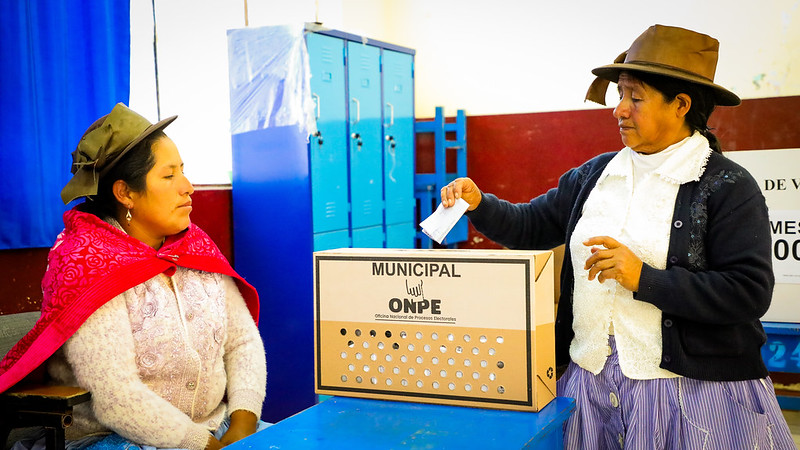 MUNICIPAL
ONPE
Oficina Nacional de Procesos Electorales
DE V
MES
00
24